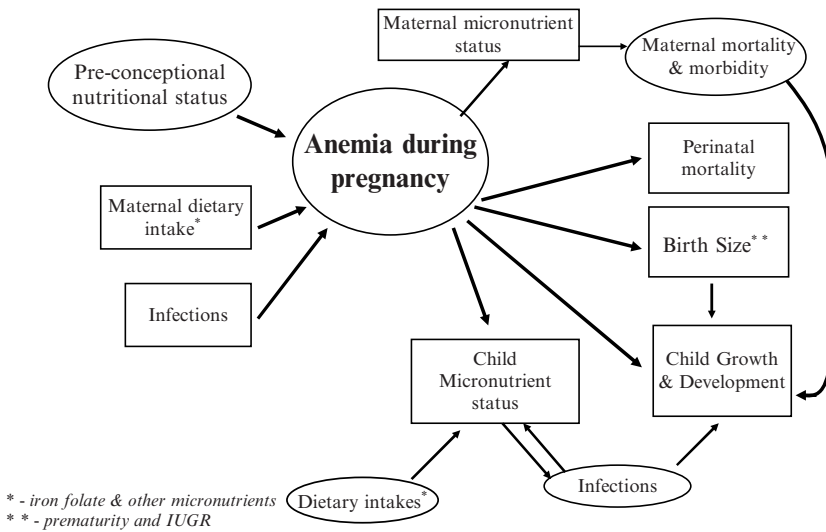 Maternal micronutrient
status
Maternal mortality
& morbidity
Pre-conceptional
nutritional status
Anemia during
pregnancy
Perinatal
mortality
Maternal dietary
intake*
Birth Size**
Infections
Child
Micronutrient
status
Child Growth
& Development
Dietary intakes*
Infections
* - iron folate & other micronutrients
* * - prematurity and IUGR